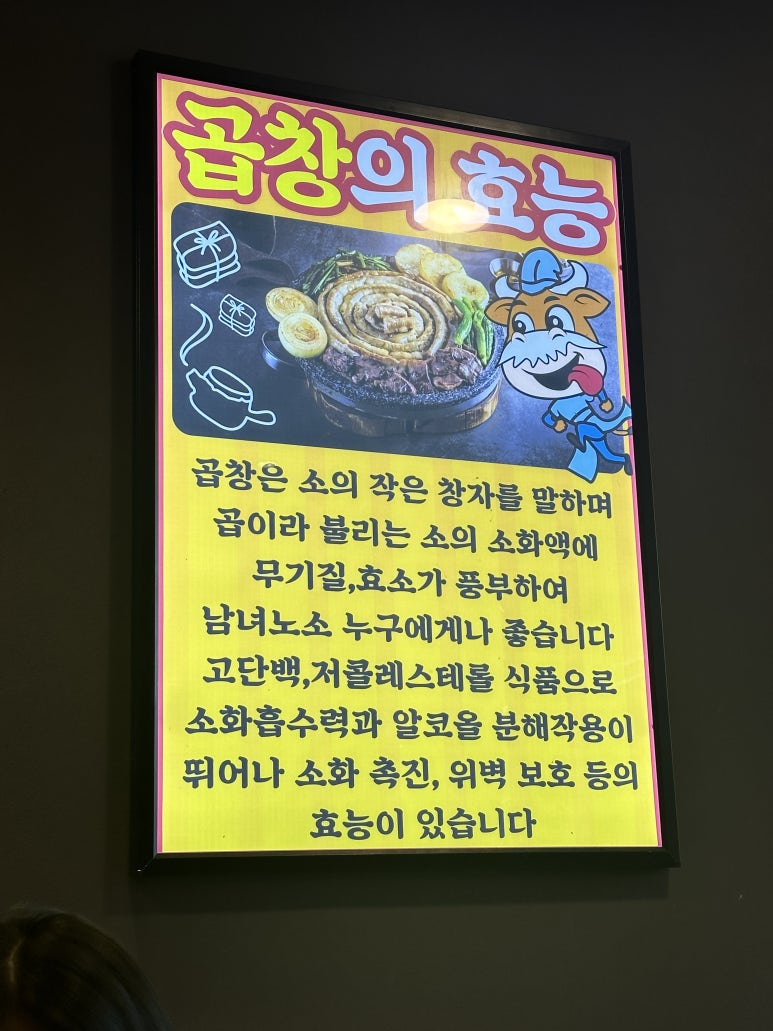 곱창의 효능
곱창은 소의 작은 창자를 말하며
곱이라 불리는 소의 소화액에
무기질,효소가 풍부하여
남녀노소 누구에게나 좋습니다
고단백,저콜레스테롤 식품으로
소화흡수력과 알코올 분해작용이
뛰어나 소화 촉진, 위벽 보호 등의
효능이 있습니다